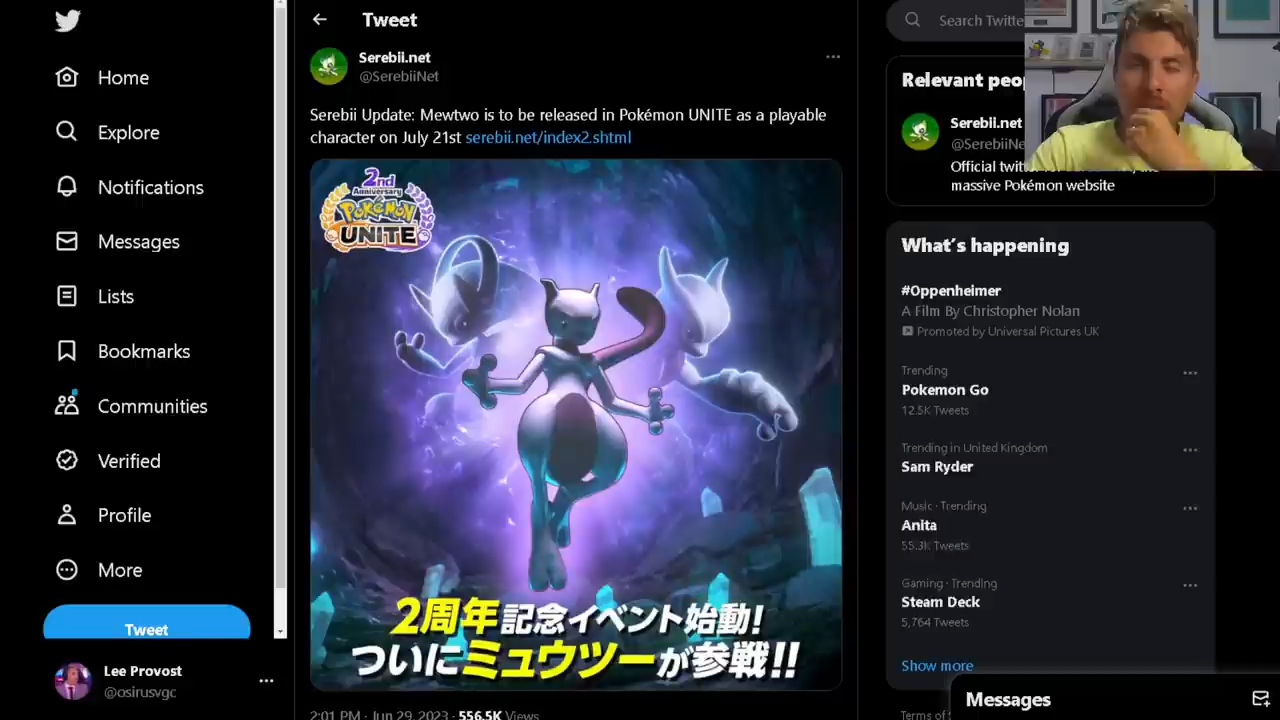 Tweet
Search Twitte
Serebii.net
@SerebiiNet
Home
Explore
Notifications
Messages
Lists
Bookmarks
Communities
Verified
Profile
More
Tweet
Lee Provost
@osirusvgc
Serebii Update: Mewtwo is to be released in Pokémon UNITE as a playable
character on July 21st serebii.net/index2.shtml
2nd
Anniversary
POKéMON
UNITE
2周年記念イベント始動!
ついにミュウツーが参戦!!
2:01 PM · Jun 29, 2023 · 556.5K Views
Relevant peo
Serebii.net
@SerebiiNe
Official twit
massive Pokémon website
What's happening
#Oppenheimer
A Film By Christopher Nolan
Promoted by Universal Pictures UK
Trending
Pokemon Go
12.5K Tweets
Trending in United Kingdom
Sam Ryder
Music · Trending
Anita
55.3K Tweets
Gaming · Trending
Steam Deck
5,764 Tweets
Show more
Terms of
Messages